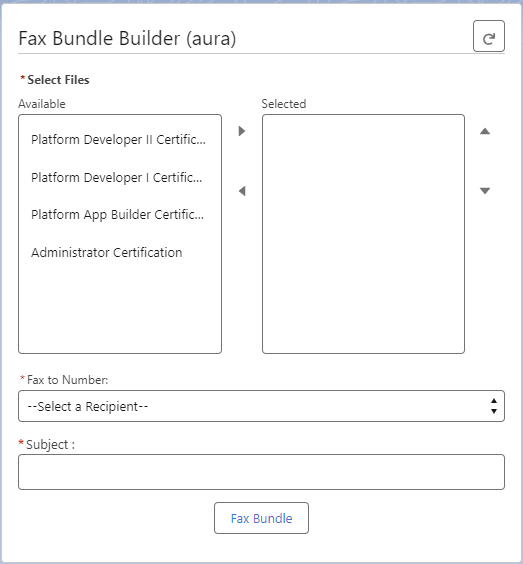 Fax Bundle Builder (aura)
*Select Files
Available
Selected
Platform Developer II Certific...
Platform Developer I Certific...
Platform App Builder Certific...
Administrator Certification
*Fax to Number:
--Select a Recipient--
*Subject :
Fax Bundle